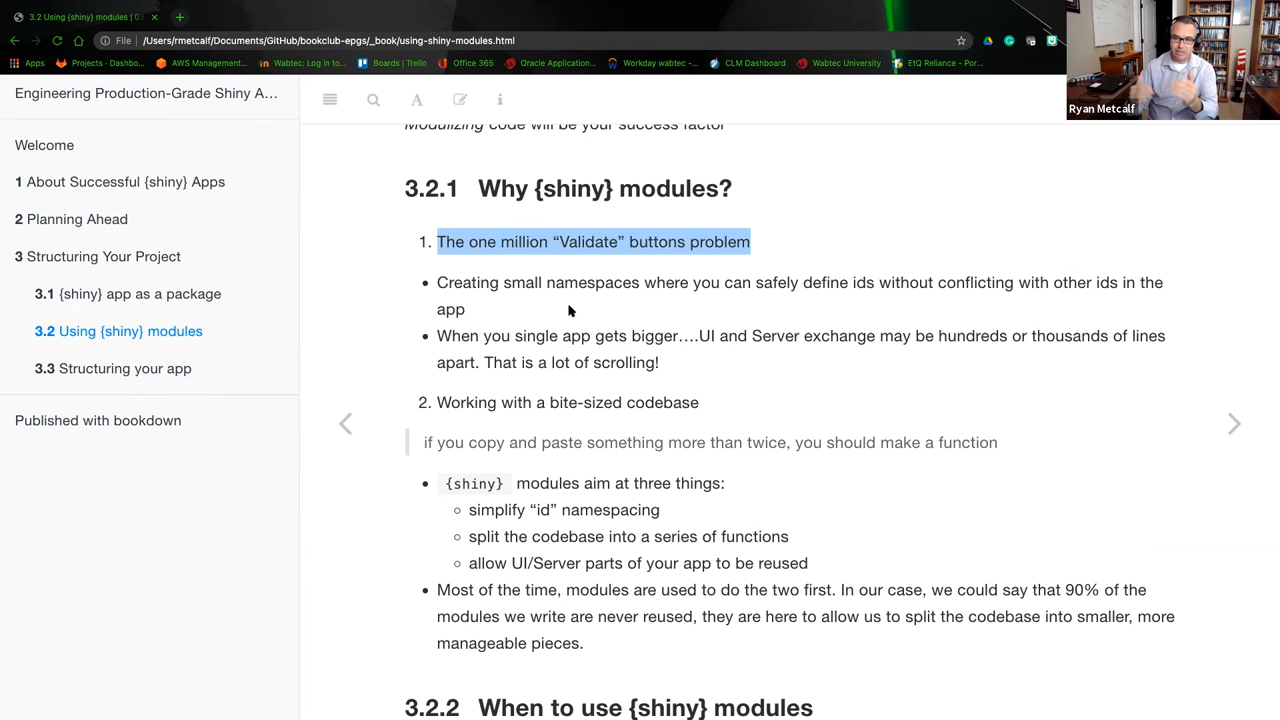 3.2 Using {shiny} modules | 03
File
/Users/rmetcalf/Documents/GitHub/bookclub-epgs/_book/using-shiny-modules.html
Apps
Projects - Dashbo...
AWS Management...
Wabtec: Log in to...
Boards | Trello
Office 365
Oracle Application...
Workday wabtec -...
CLM Dashboard
Wabtec University
EtQ Reliance - Por...
Ryan Metcalf
Engineering Production-Grade Shiny A...
Welcome
1 About Successful {shiny} Apps
2 Planning Ahead
3 Structuring Your Project
3.1 {shiny} app as a package
3.2 Using {shiny} modules
3.3 Structuring your app
Published with bookdown
Modulizing code will be your success factor
3.2.1 Why {shiny} modules?
1. The one million “Validate” buttons problem
• Creating small namespaces where you can safely define ids without conflicting with other ids in the
app
• When you single app gets bigger….UI and Server exchange may be hundreds or thousands of lines
apart. That is a lot of scrolling!
2. Working with a bite-sized codebase
if you copy and paste something more than twice, you should make a function
• {shiny} modules aim at three things:
◦ simplify “id” namespacing
◦ split the codebase into a series of functions
◦ allow UI/Server parts of your app to be reused
• Most of the time, modules are used to do the two first. In our case, we could say that 90% of the
modules we write are never reused, they are here to allow us to split the codebase into smaller, more
manageable pieces.
3.2.2 When to use {shiny} modules